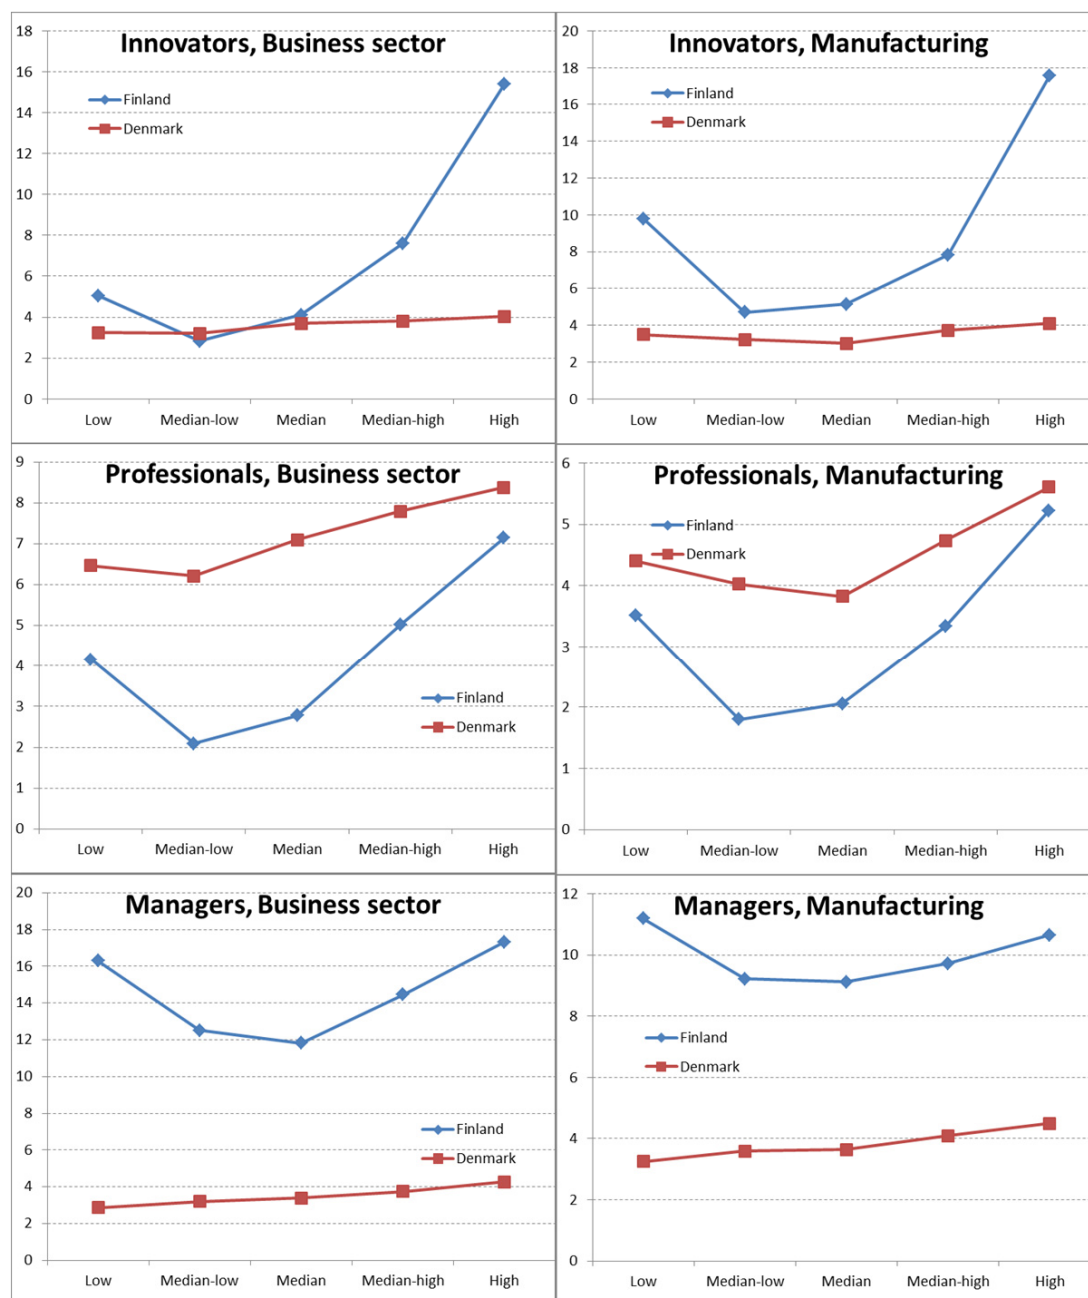 Innovators, Business sector
18
16
14
12
10
8
6
4
2
0
Finland
Denmark
Low Median-low Median Median-high High
Innovators, Manufacturing
20
18
16
14
12
10
8
6
4
2
0
Finland
Denmark
Low Median-low Median Median-high High
Professionals, Business sector
9
8
7
6
5
4
3
2
1
0
Finland
Denmark
Low Median-low Median Median-high High
Professionals, Manufacturing
6
5
4
3
2
1
0
Finland
Denmark
Low Median-low Median Median-high High
Managers, Business sector
20
18
16
14
12
10
8
6
4
2
0
Finland
Denmark
Low Median-low Median Median-high High
Managers, Manufacturing
12
10
8
6
4
2
0
Finland
Denmark
Low Median-low Median Median-high High